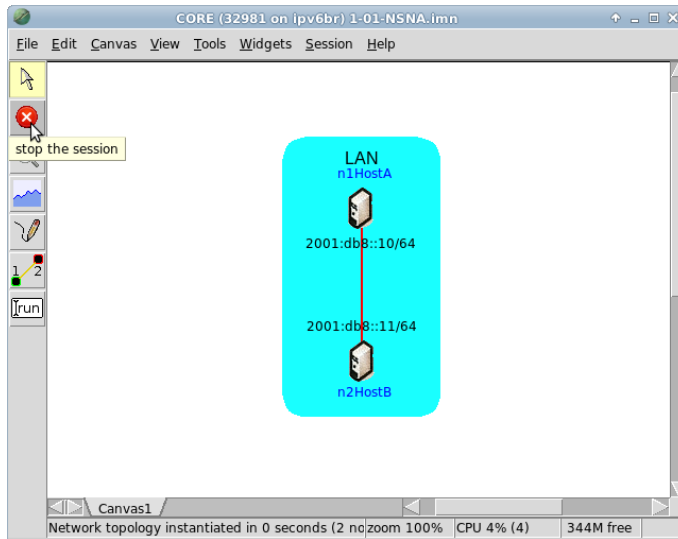 CORE (32981 on ipv6br) 1-01-NSNA.imn
File Edit Canvas View Tools Widgets Session Help
stop the session
LAN
n1HostA
2001:db8::10/64
1 2
run
2001:db8::11/64
n2HostB
Canvas1
Network topology instantiated in 0 seconds (2 no zoom 100% CPU 4% (4) 344M free